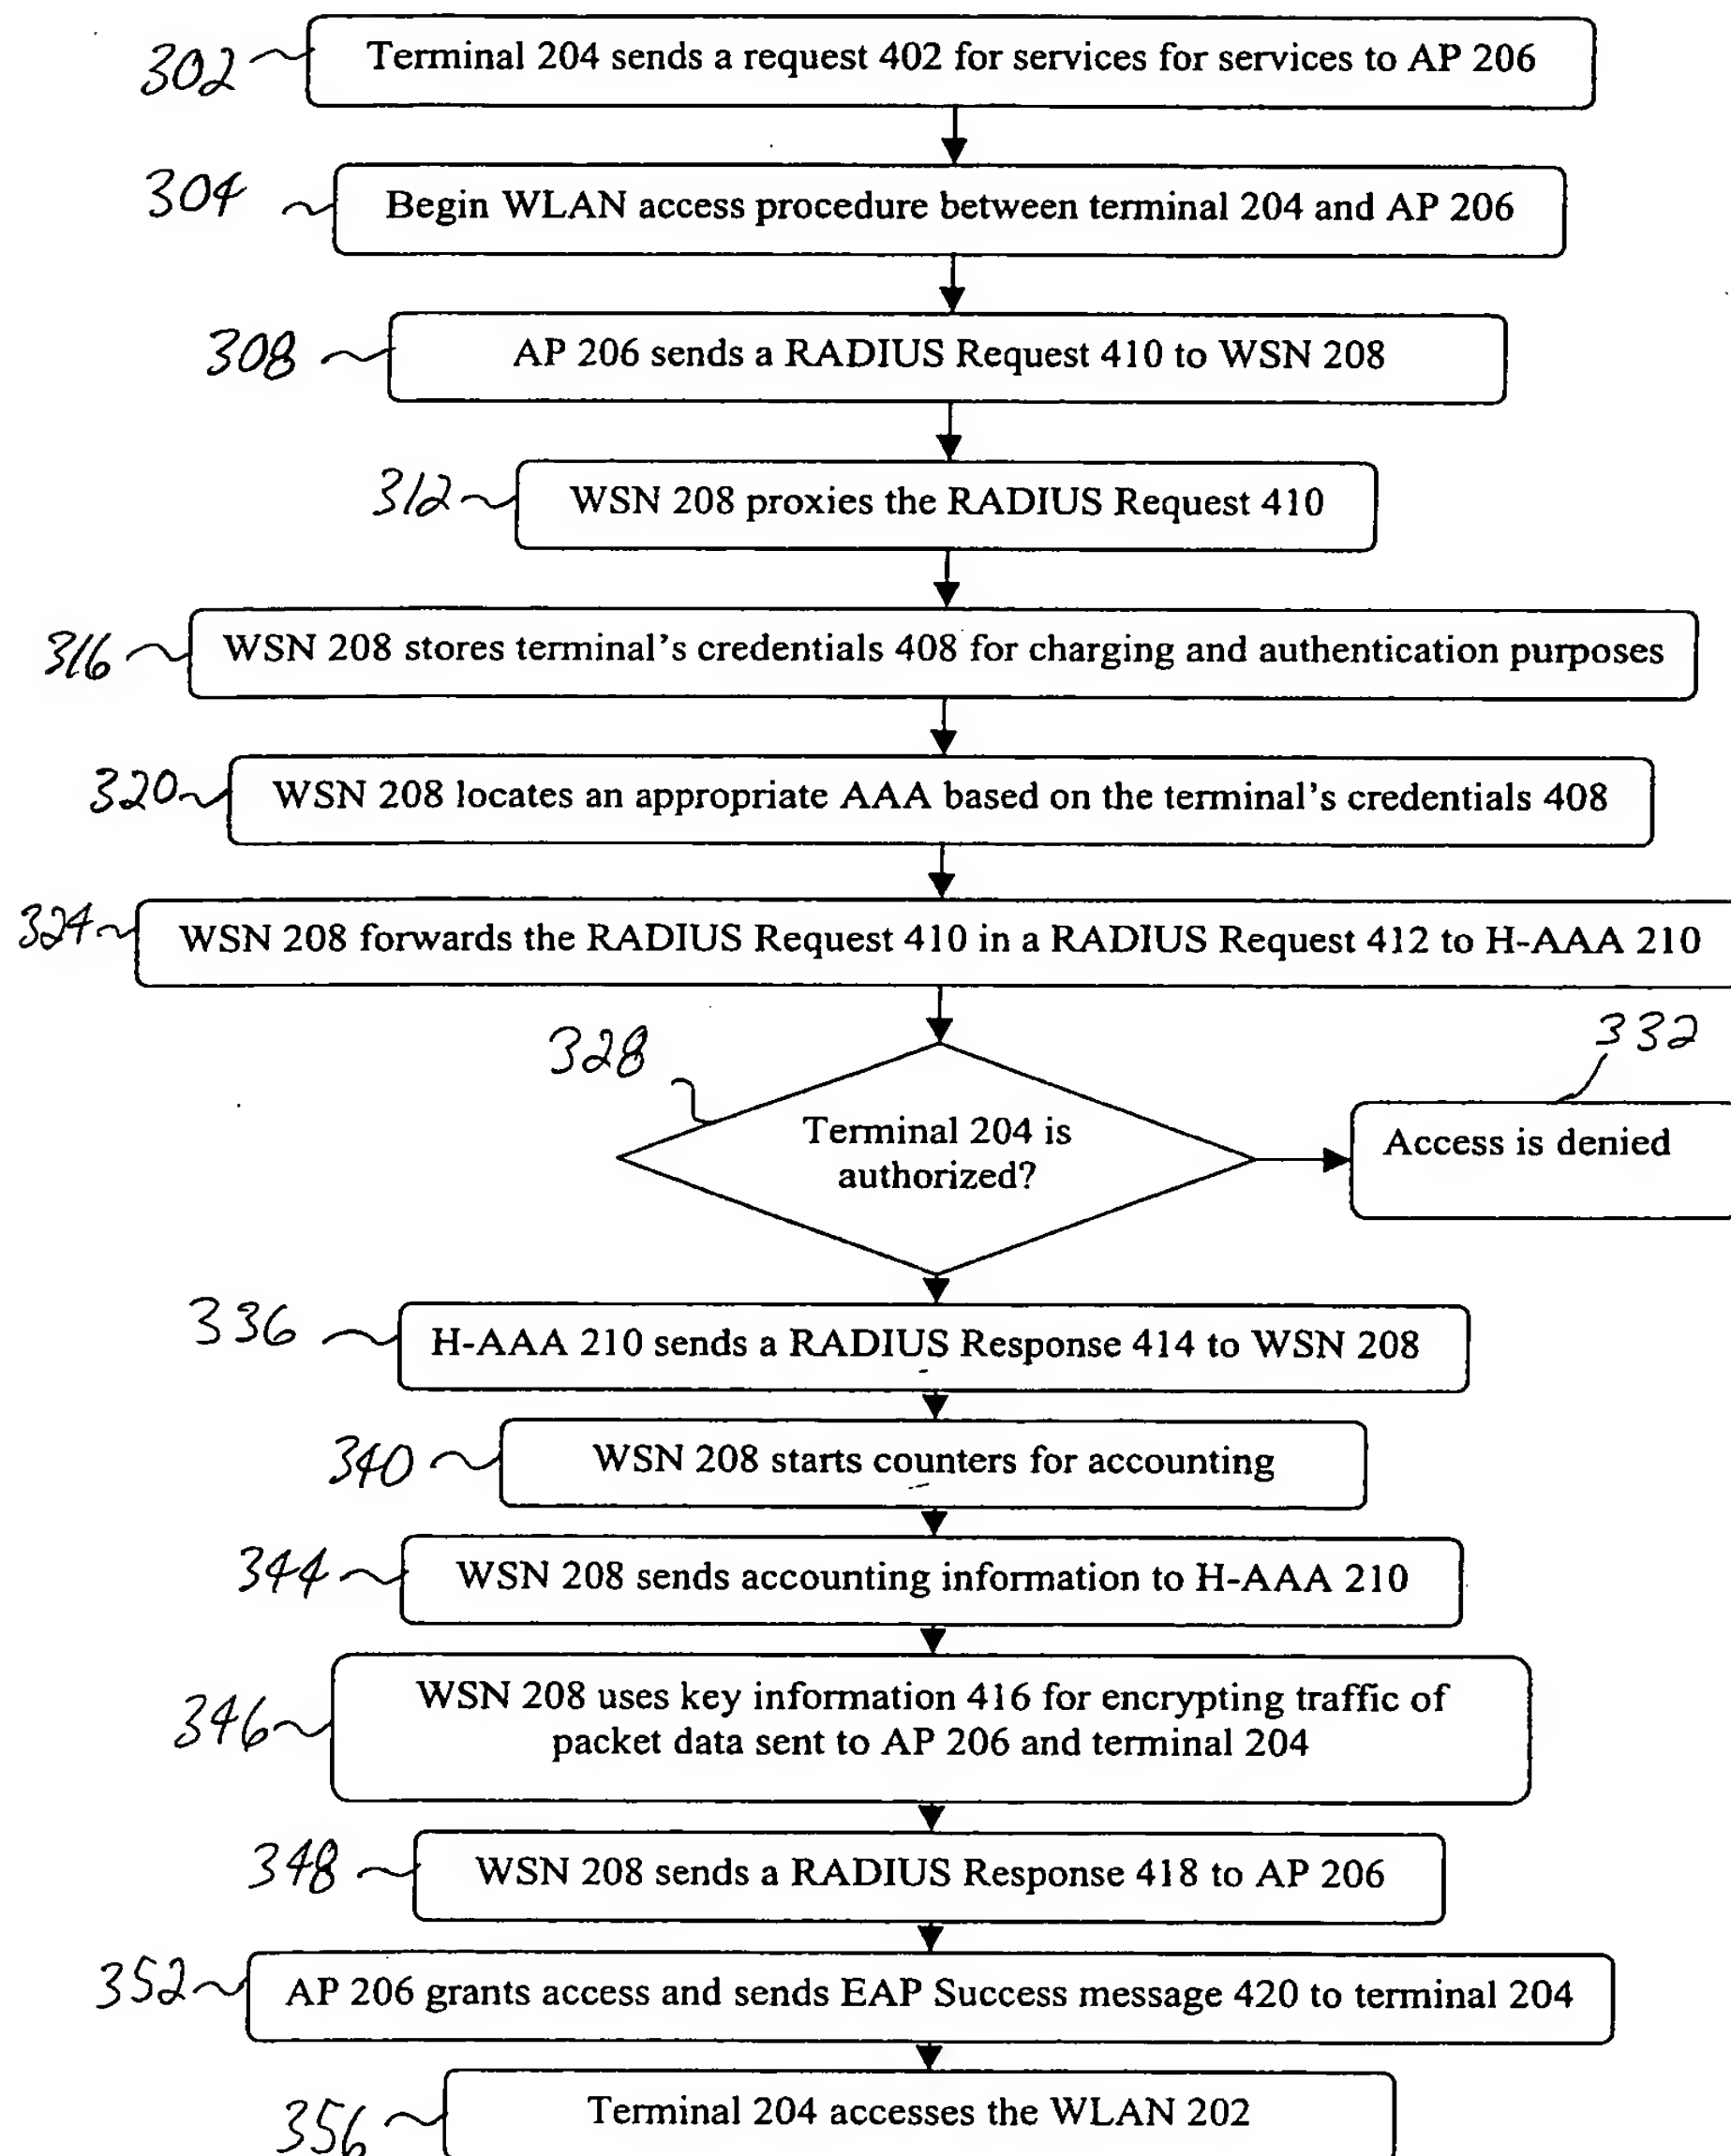 302
Terminal 204 sends a request 402 for services for services to AP 206
304
Begin WLAN access procedure between terminal 204 and AP 206
308
AP 206 sends a RADIUS Request 410 to WSN 208
312
WSN 208 proxies the RADIUS Request 410
316
WSN 208 stores terminal's credentials 408 for charging and authentication purposes
320
WSN 208 locates an appropriate AAA based on the terminal's credentials 408
324
WSN 208 forwards the RADIUS Request 410 in a RADIUS Request 412 to H-AAA 210
328
332
Terminal 204 is
authorized?
Access is denied
336
H-AAA 210 sends a RADIUS Response 414 to WSN 208
340
WSN 208 starts counters for accounting
344
WSN 208 sends accounting information to H-AAA 210
346
WSN 208 uses key information 416 for encrypting traffic of
packet data sent to AP 206 and terminal 204
348
WSN 208 sends a RADIUS Response 418 to AP 206
352
AP 206 grants access and sends EAP Success message 420 to terminal 204
356
Terminal 204 accesses the WLAN 202